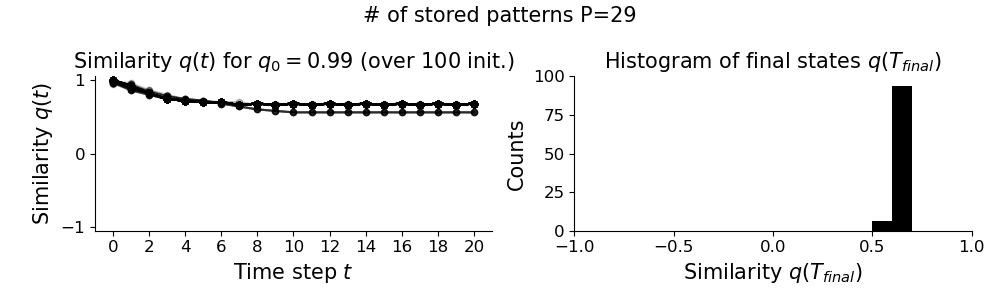 # of stored patterns P=29
Similarity q(t) for q₀ = 0.99 (over 100 init.)
Similarity q(t)
1
0
−1
0 2 4 6 8 10 12 14 16 18 20
Time step t
Histogram of final states q(T_final)
Counts
100
75
50
25
0
−1.0 −0.5 0.0 0.5 1.0
Similarity q(T_final)